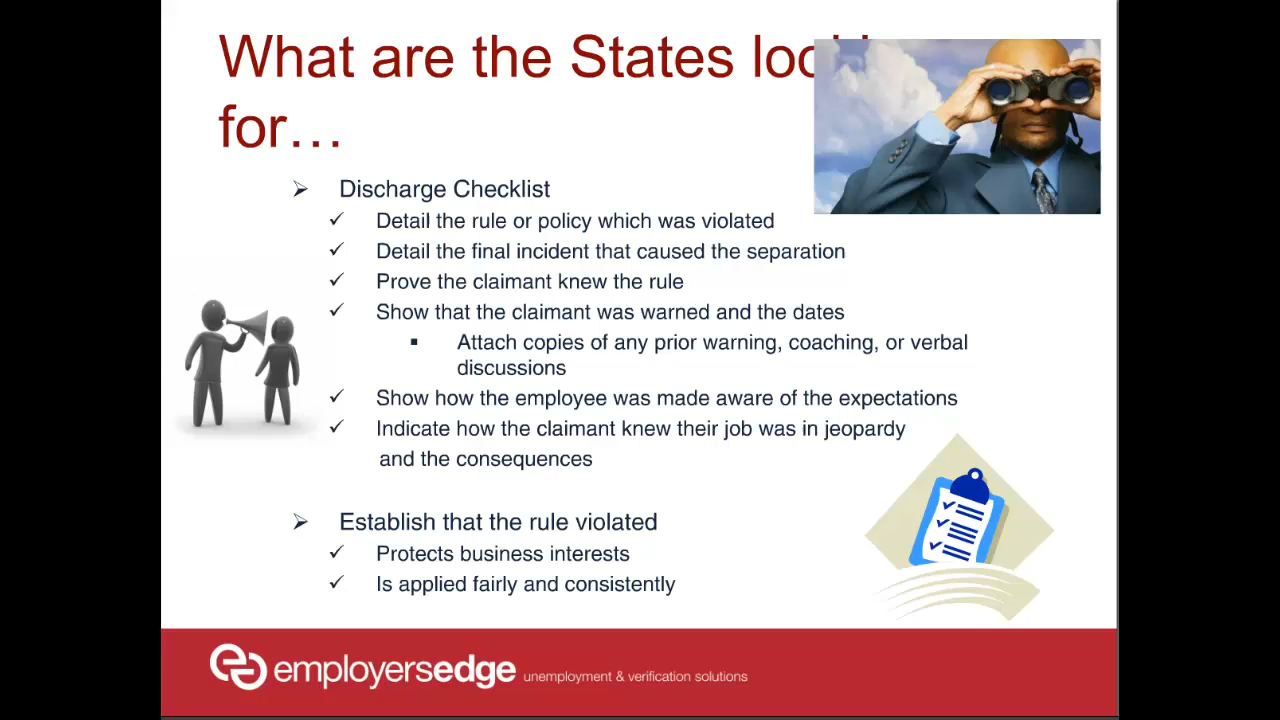 What are the States
for…
Discharge Checklist
Detail the rule or policy which was violated
Detail the final incident that caused the separation
Prove the claimant knew the rule
Show that the claimant was warned and the dates
Attach copies of any prior warning, coaching, or verbal
discussions
Show how the employee was made aware of the expectations
Indicate how the claimant knew their job was in jeopardy
and the consequences
Establish that the rule violated
Protects business interests
Is applied fairly and consistently
employersedge unemployment & verification solutions